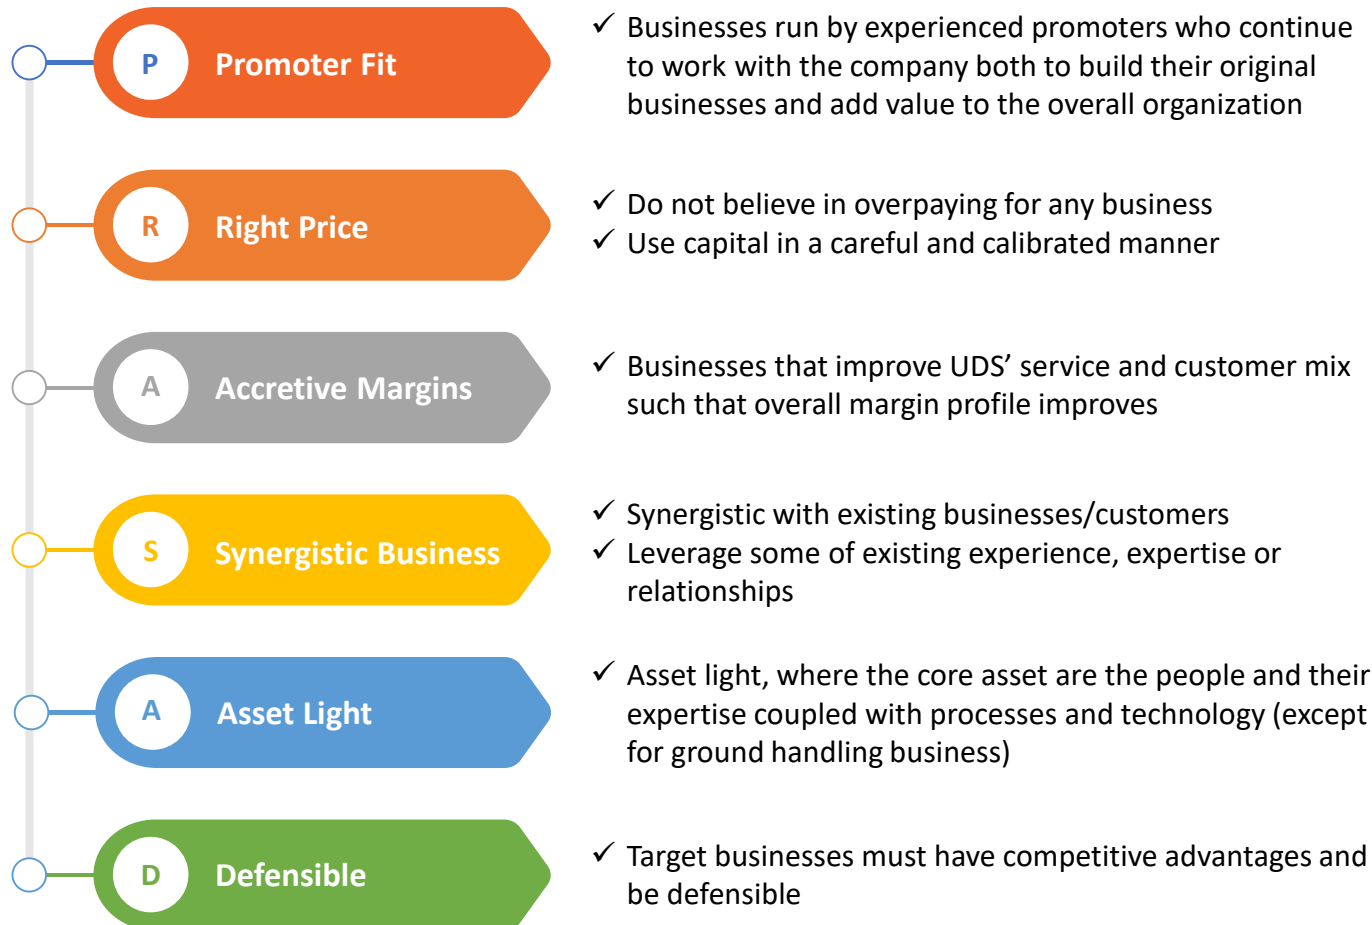 P
Promoter Fit
✓ Businesses run by experienced promoters who continue
to work with the company both to build their original
businesses and add value to the overall organization
R
Right Price
✓ Do not believe in overpaying for any business
✓ Use capital in a careful and calibrated manner
A
Accretive Margins
✓ Businesses that improve UDS’ service and customer mix
such that overall margin profile improves
S
Synergistic Business
✓ Synergistic with existing businesses/customers
✓ Leverage some of existing experience, expertise or
relationships
A
Asset Light
✓ Asset light, where the core asset are the people and their
expertise coupled with processes and technology (except
for ground handling business)
D
Defensible
✓ Target businesses must have competitive advantages and
be defensible